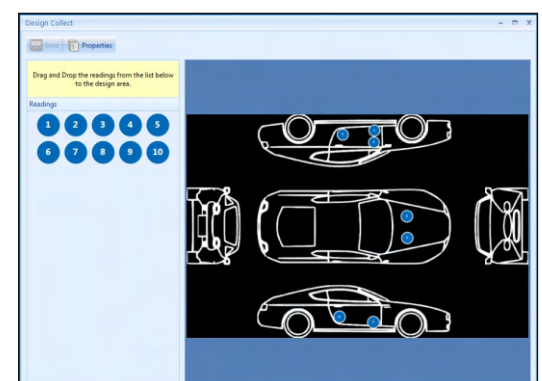 Design Collect
Save Properties
Drag and Drop the readings from the list below
to the design area.
Readings
1 2 3 4 5
6 7 8 9 10